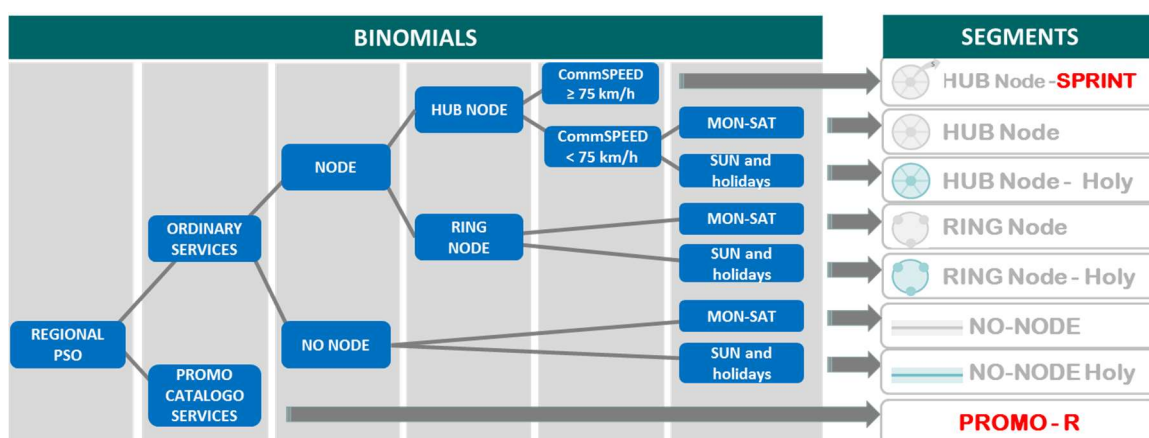 BINOMIALS
SEGMENTS
REGIONAL
PSO
ORDINARY
SERVICES
PROMO
CATALOGO
SERVICES
NODE
NO NODE
HUB NODE
RING
NODE
CommSPEED
≥ 75 km/h
CommSPEED
< 75 km/h
MON-SAT
SUN and
holidays
MON-SAT
SUN and
holidays
MON-SAT
SUN and
holidays
HUB Node-SPRINT
HUB Node
HUB Node - Holy
RING Node
RING Node - Holy
NO-NODE
NO-NODE Holy
PROMO - R